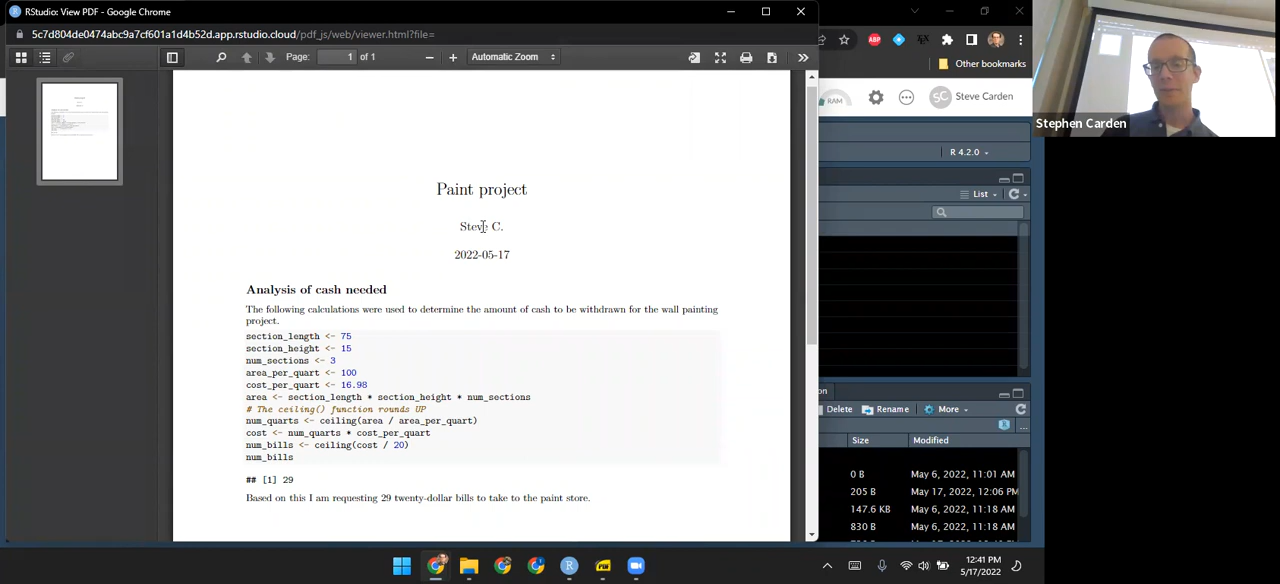 RStudio: View PDF - Google Chrome
5c7d804de0474abc9a7cf601a1d4b52d.app.rstudio.cloud/pdf_js/web/viewer.html?file=
Page: 1 of 1
Automatic Zoom
ABP
Other bookmarks
RAM
SC Steve Carden
R 4.2.0
List
Stephen Carden
Paint project
Steve C.
2022-05-17
Analysis of cash needed
The following calculations were used to determine the amount of cash to be withdrawn for the wall painting
project.
section_length <- 75
section_height <- 15
num_sections <- 3
area_per_quart <- 100
cost_per_quart <- 16.98
area <- section_length * section_height * num_sections
# The ceiling() function rounds UP
num_quarts <- ceiling(area / area_per_quart)
cost <- num_quarts * cost_per_quart
num_bills <- ceiling(cost / 20)
num_bills
## [1] 29
Based on this I am requesting 29 twenty-dollar bills to take to the paint store.
Delete Rename More
Size Modified
0 B May 6, 2022, 11:01 AM
205 B May 17, 2022, 12:06 PM
147.6 KB May 6, 2022, 11:18 AM
830 B May 6, 2022, 11:18 AM
12:41 PM
5/17/2022